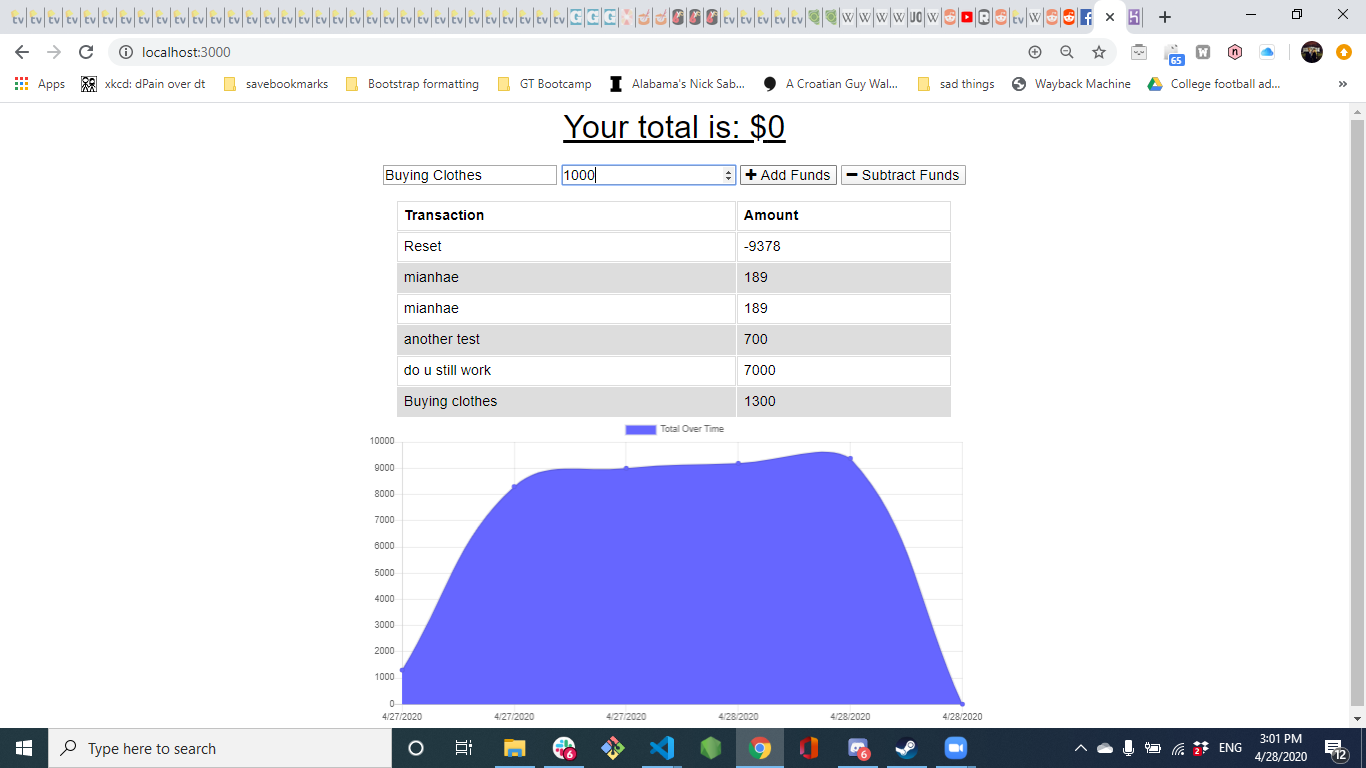 localhost:3000
65
Apps xkcd: dPain over dt savebookmarks Bootstrap formatting GT Bootcamp Alabama's Nick Sab... A Croatian Guy Wal... sad things Wayback Machine College football ad... »
Your total is: $0
Buying Clothes 1000 Add Funds Subtract Funds
Transaction Amount
Reset -9378
mianhae 189
mianhae 189
another test 700
do u still work 7000
Buying clothes 1300
Total Over Time
10000
9000
8000
7000
6000
5000
4000
3000
2000
1000
0
4/27/2020 4/27/2020 4/27/2020 4/28/2020 4/28/2020 4/28/2020
Type here to search 6 6 2 ENG 3:01 PM
4/28/2020 12